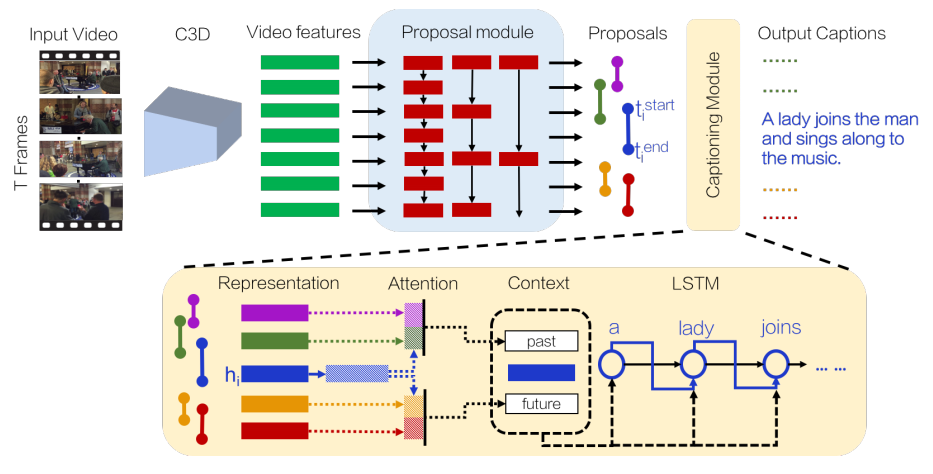 Input Video
C3D
Video features
Proposal module
Proposals
Output Captions
T Frames
t_i^start
t_i^end
Captioning Module
......
......
A lady joins the man
and sings along to
the music.
......
......
Representation
Attention
Context
LSTM
h_i
past
future
a
lady
joins
... ...